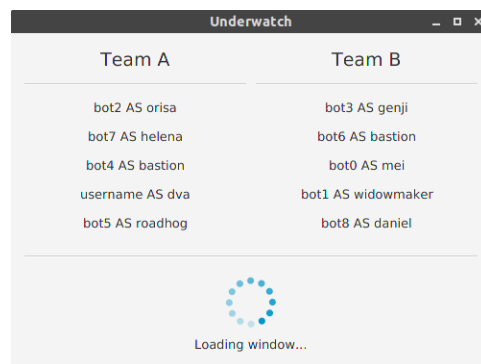 Underwatch
Team A
bot2 AS orisa
bot7 AS helena
bot4 AS bastion
username AS dva
bot5 AS roadhog
Team B
bot3 AS genji
bot6 AS bastion
bot0 AS mei
bot1 AS widowmaker
bot8 AS daniel
Loading window...